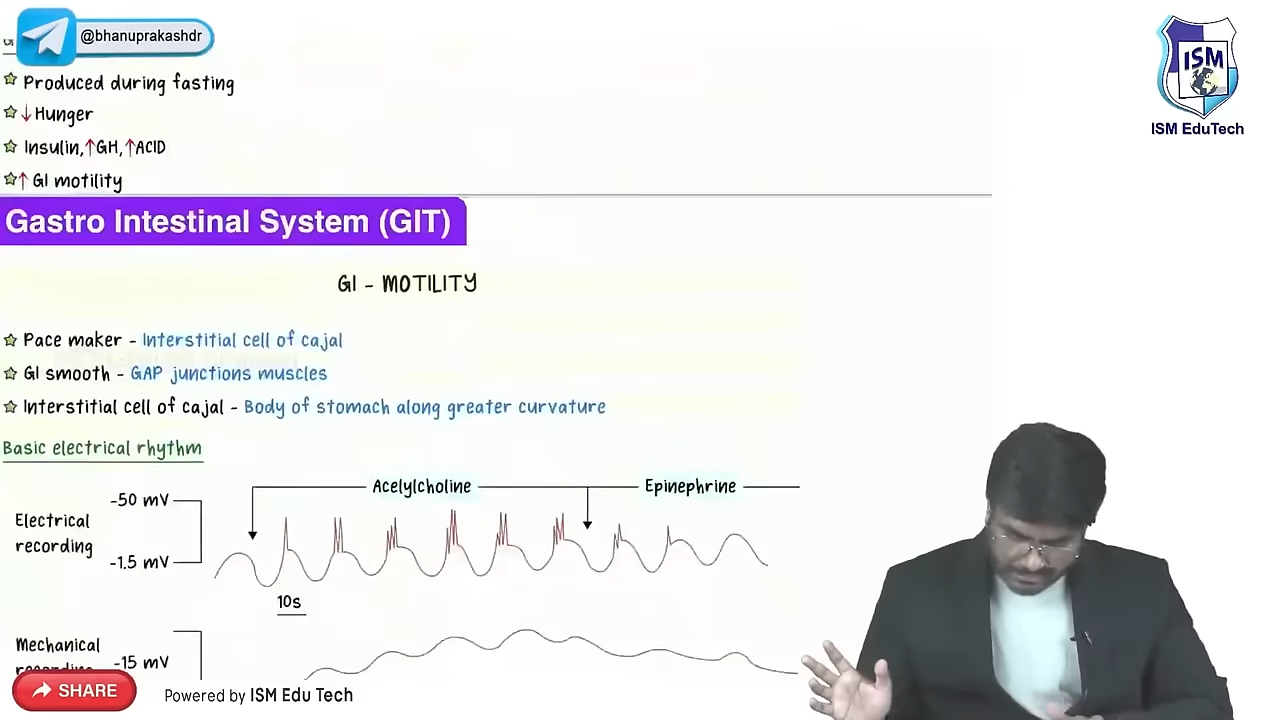 @bhanuprakashdr
ISM
ISM EduTech
Produced during fasting
↓Hunger
Insulin,↑GH,↑ACID
↑ GI motility
Gastro Intestinal System (GIT)
GI - MOTILITY
Pace maker - Interstitial cell of cajal
GI smooth - GAP junctions muscles
Interstitial cell of cajal - Body of stomach along greater curvature
Basic electrical rhythm
Acelylcholine
Epinephrine
-50 mV
Electrical
recording
-1.5 mV
10s
Mechanical
recording
-15 mV
SHARE
Powered by ISM Edu Tech